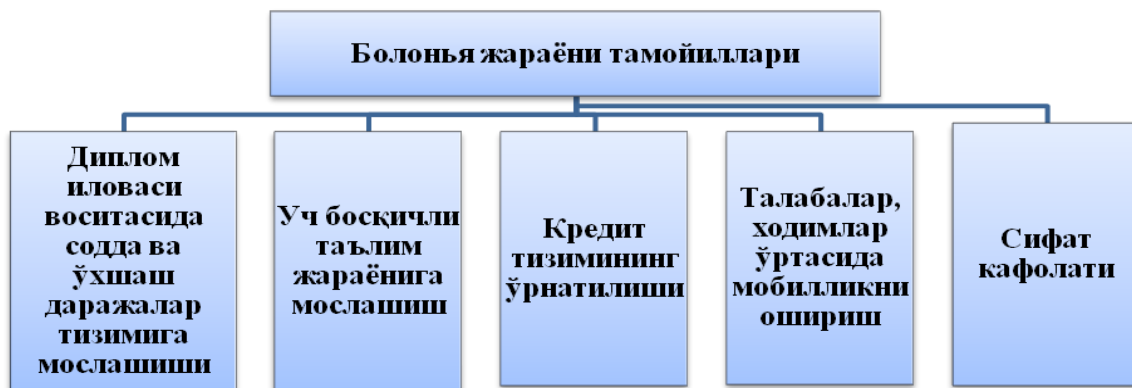 Болонья жараёни тамойиллари
Диплом
иловаси
воситасида
содда ва
ўхшаш
даражалар
тизимига
мослашиши
Уч босқичли
таълим
жараёнига
мослашиш
Кредит
тизимининг
ўрнатилиши
Талабалар,
ходимлар
ўртасида
мобилликни
ошириш
Сифат
кафолати